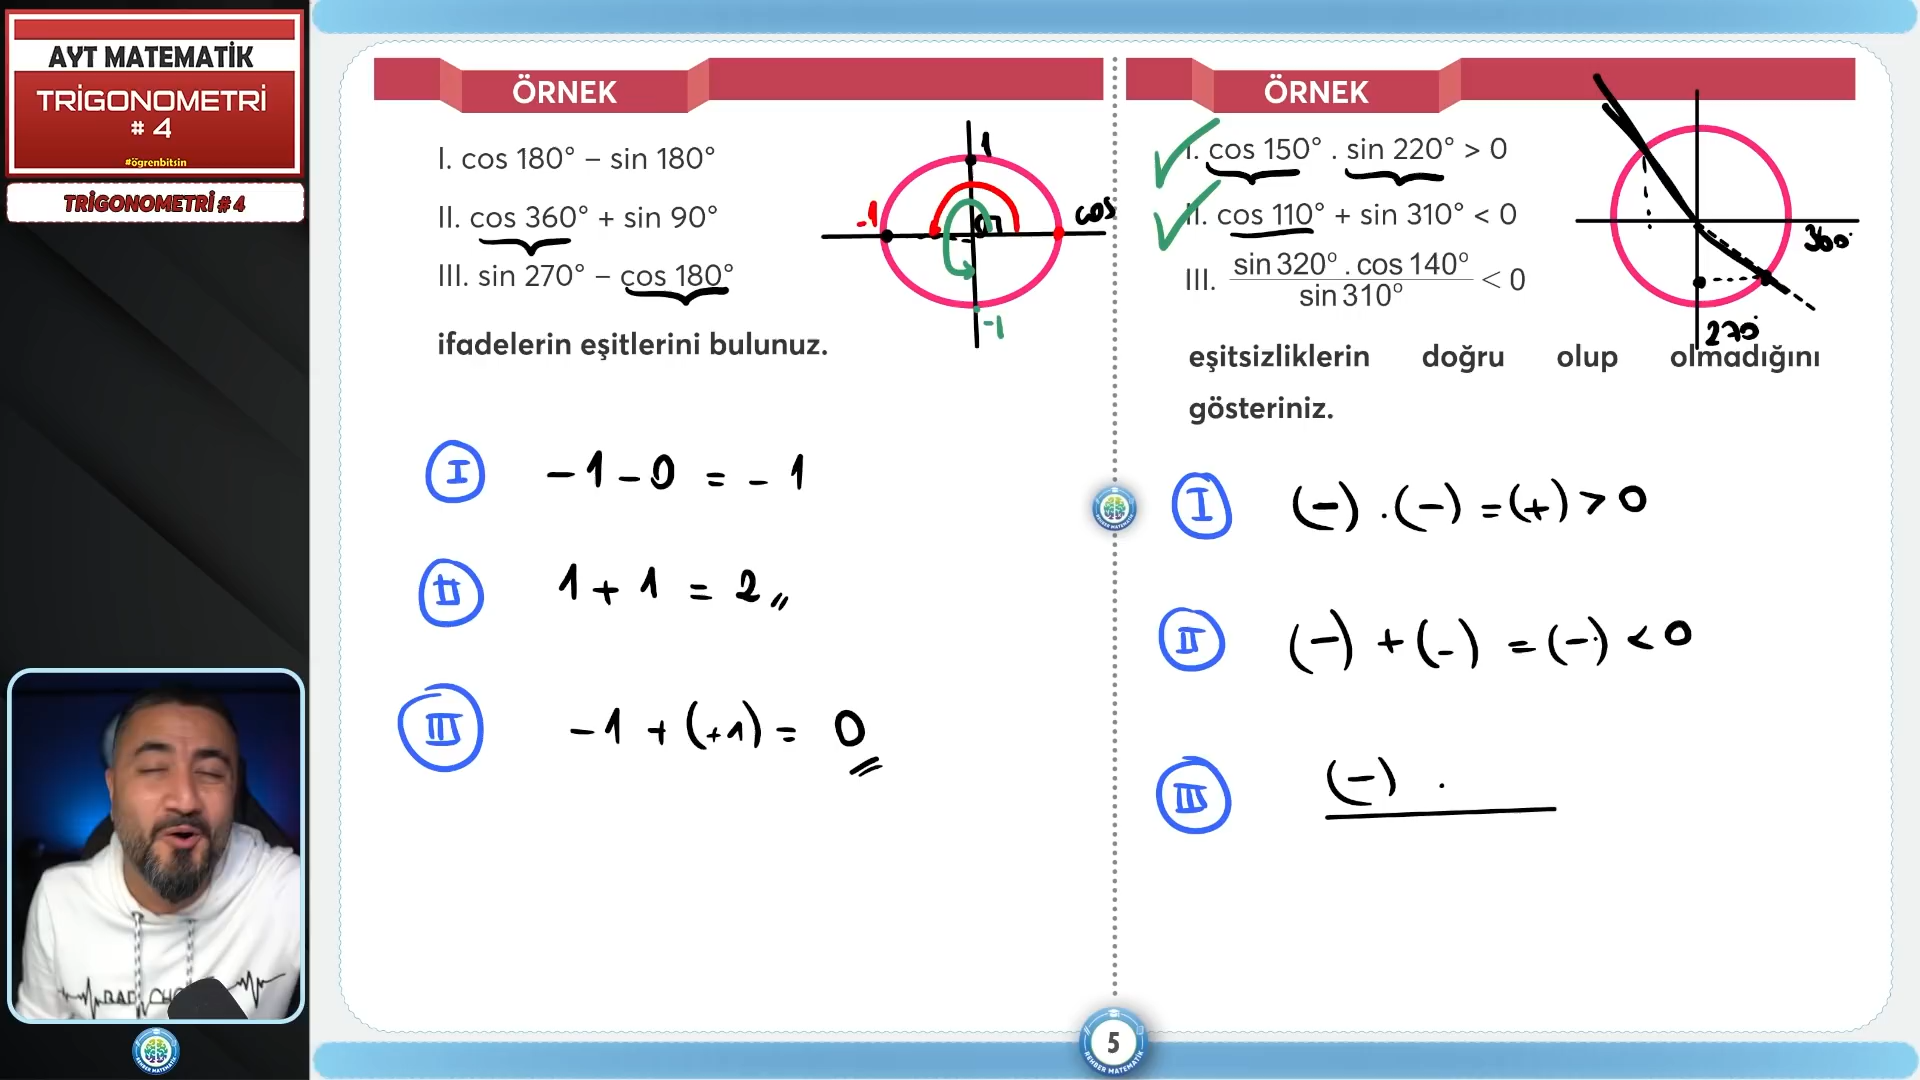 AYT MATEMATİK
TRİGONOMETRİ
# 4
#ögrenbitsin
TRİGONOMETRİ # 4
ÖRNEK
I. cos 180° – sin 180°
II. cos 360° + sin 90°
III. sin 270° – cos 180°
ifadelerin eşitlerini bulunuz.
1
-1
cos
-1
I -1 - 0 = - 1
II 1 + 1 = 2 //
III -1 + (+1) = 0
ÖRNEK
I. cos 150° . sin 220° > 0
II. cos 110° + sin 310° < 0
III. sin 320° . cos 140° / sin 310° < 0
360°
270°
eşitsizliklerin doğru olup olmadığını
gösteriniz.
I (-) . (-) = (+) > 0
II (-) + (-) = (-) < 0
III (-) .
5
REHBER MATEMATİK